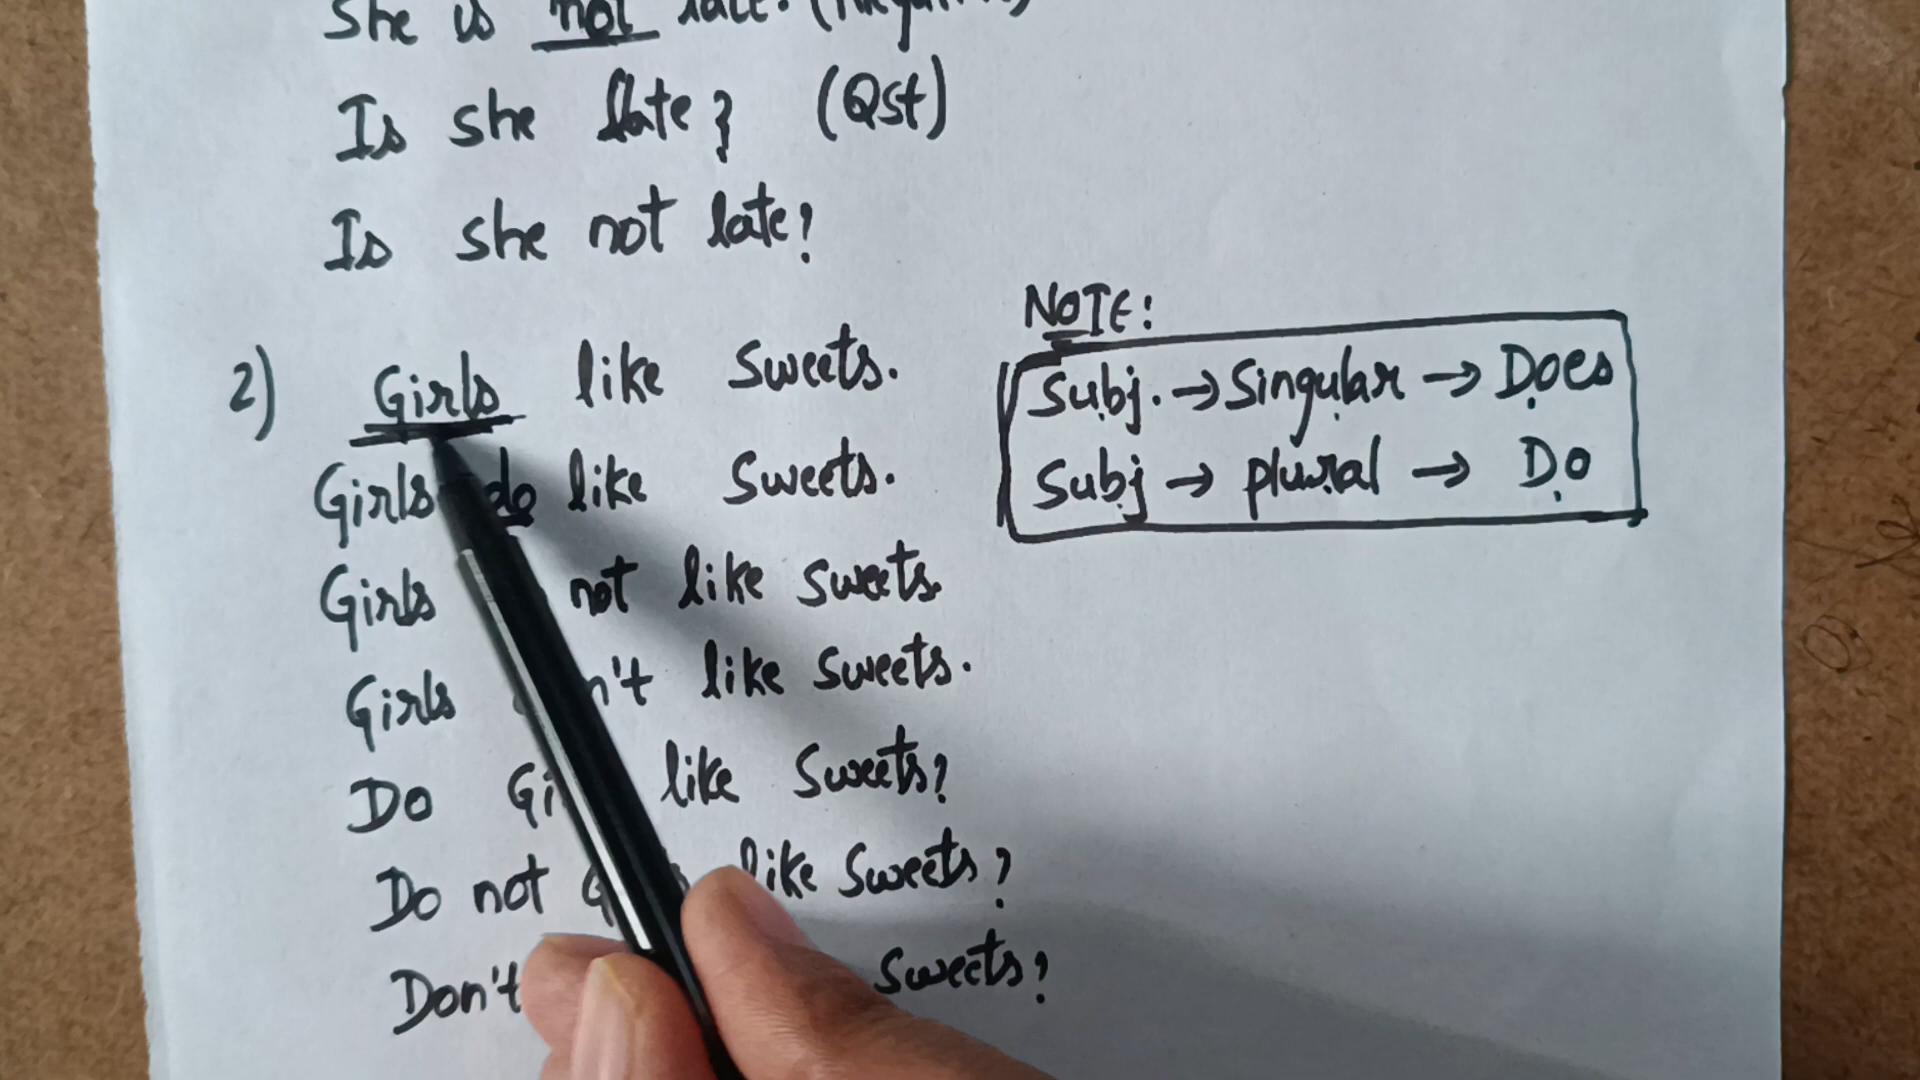 She is not late.
Is she late? (Qst)
Is she not late?
NOTE:
2) Girls like Sweets.
Subj. → Singular → Does
Girls do like Sweets.
Subj → plural → Do
Girls not like sweets.
Girls like sweets.
Do like Sweets?
Do not like Sweets?
Don't Sweets?